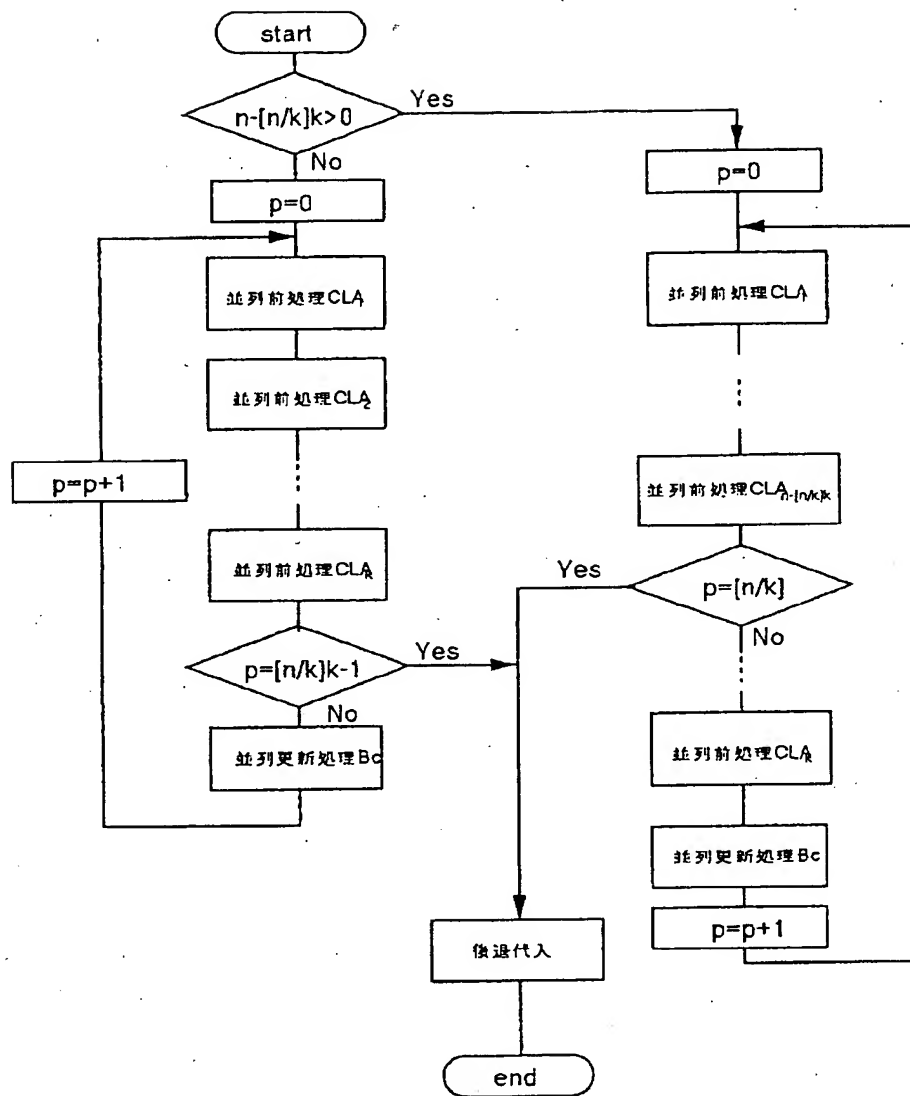 start
n-[n/k]k>0
Yes
No
p=0
並列前処理CLA₁
並列前処理CLA₂
p=p+1
並列前処理CLAₖ
p=[n/k]k-1
Yes
No
並列更新処理Bc
p=0
並列前処理CLA₁
並列前処理CLAn-[n/k]k
p=[n/k]
Yes
No
並列前処理CLAₖ
並列更新処理Bc
p=p+1
後退代入
end